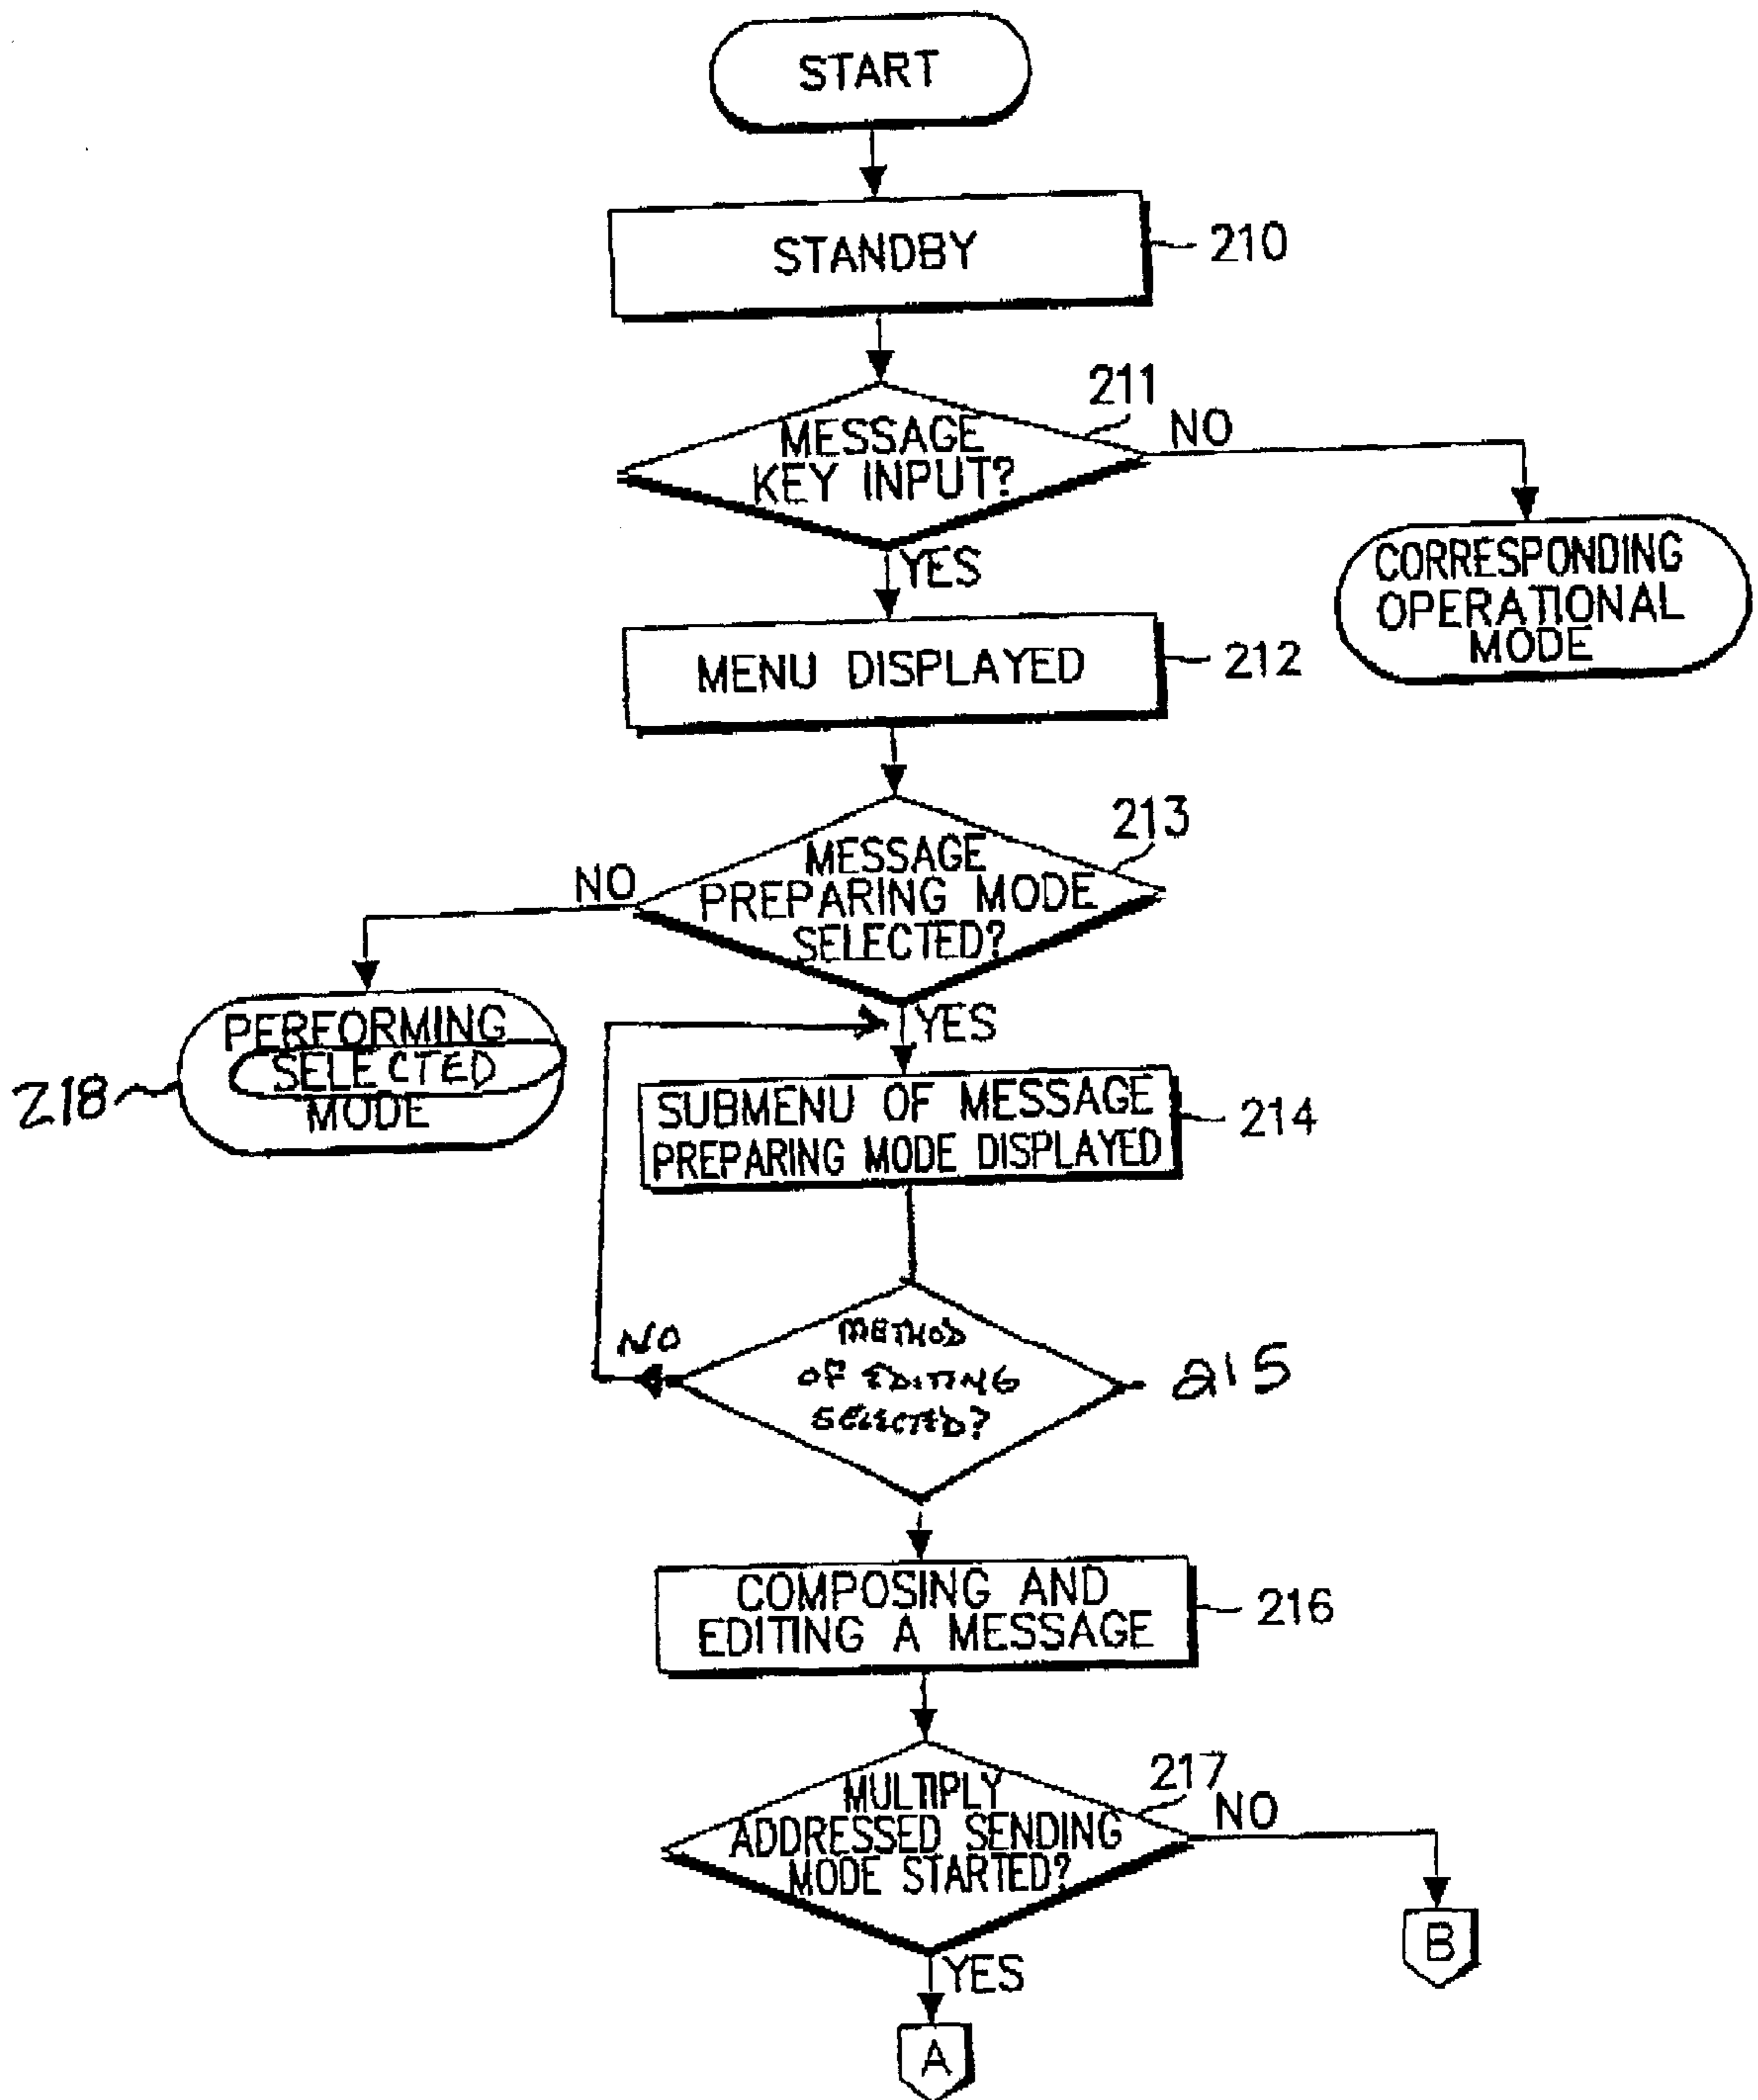 START
STANDBY
210
211
MESSAGE
KEY INPUT?
NO
YES
CORRESPONDING
OPERATIONAL
MODE
MENU DISPLAYED
212
213
MESSAGE
PREPARING MODE
SELECTED?
NO
YES
PERFORMING
SELECTED
MODE
218
SUBMENU OF MESSAGE
PREPARING MODE DISPLAYED
214
METHOD
OF EDITING
SELECTED?
NO
215
COMPOSING AND
EDITING A MESSAGE
216
217
MULTIPLY
ADDRESSED SENDING
MODE STARTED?
NO
B
YES
A